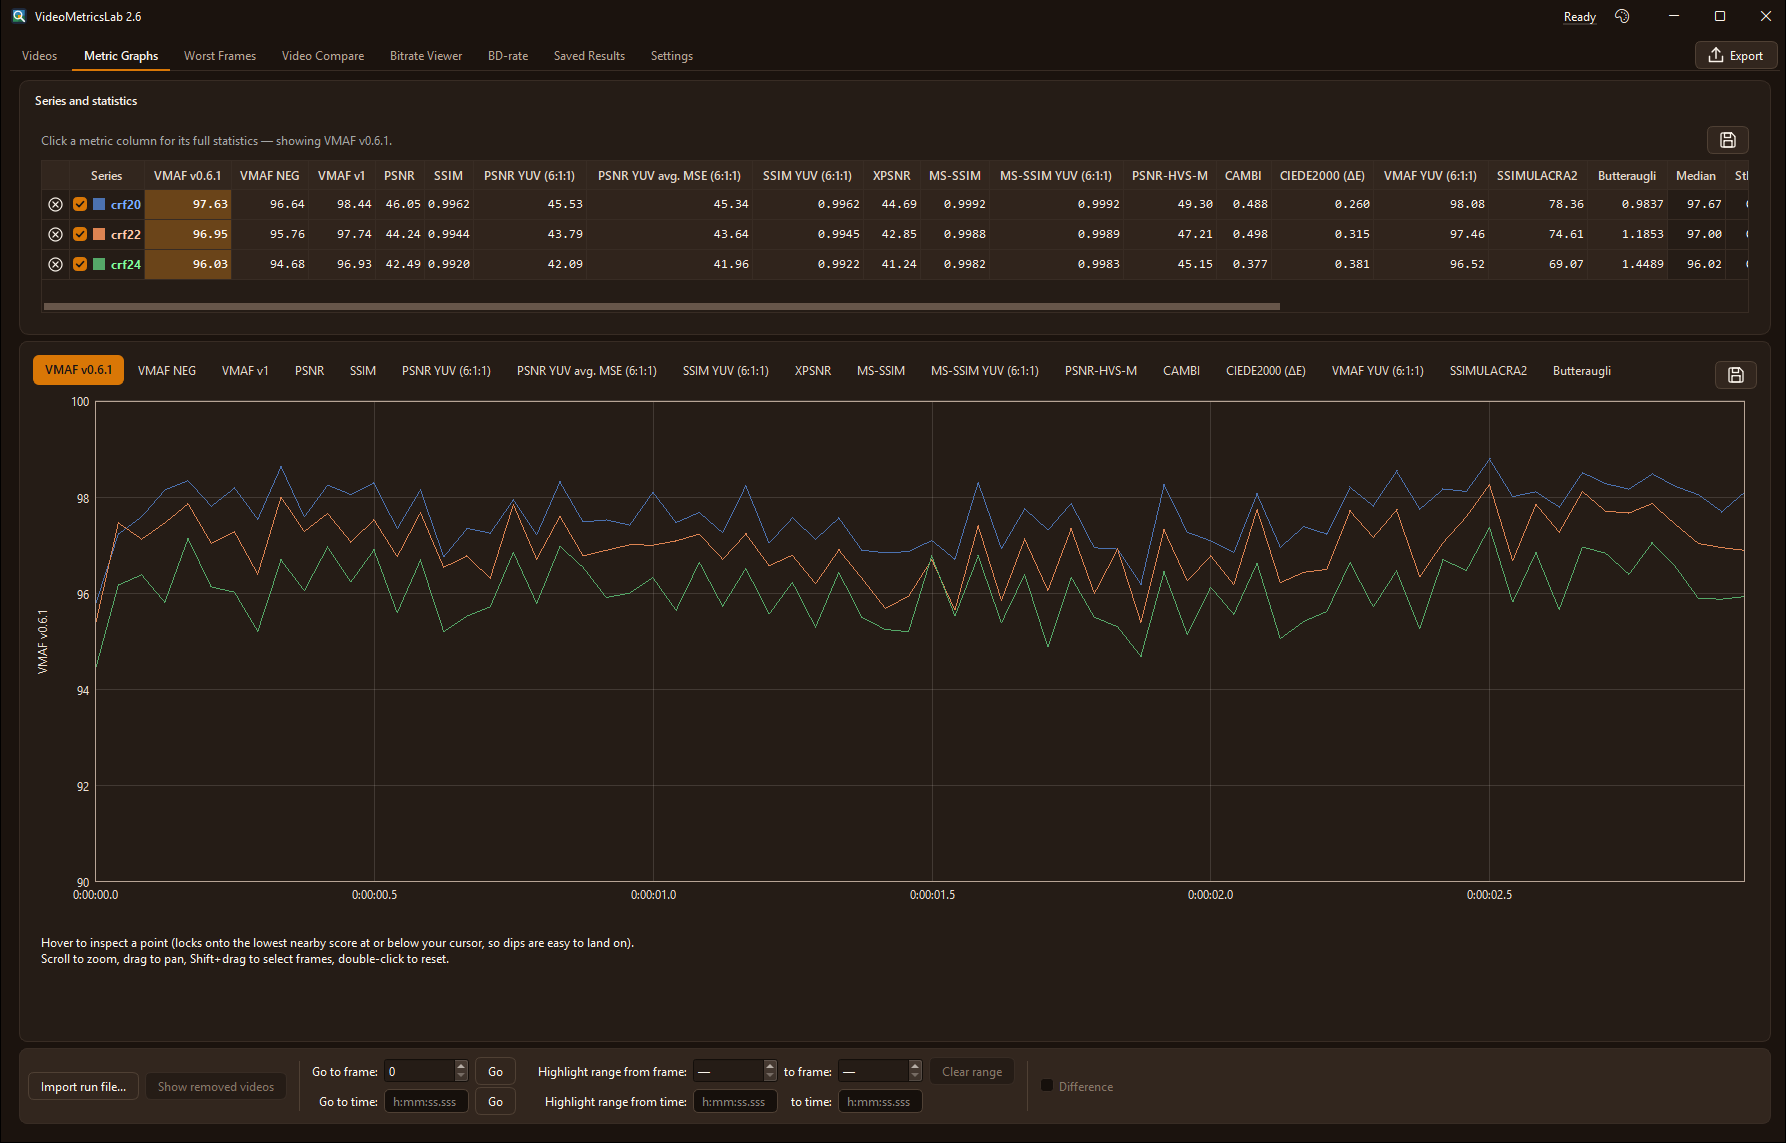 VideoMetricsLab 2.6
Ready
Videos Metric Graphs Worst Frames Video Compare Bitrate Viewer BD-rate Saved Results Settings Export
Series and statistics
Click a metric column for its full statistics — showing VMAF v0.6.1.
Series VMAF v0.6.1 VMAF NEG VMAF v1 PSNR SSIM PSNR YUV (6:1:1) PSNR YUV avg. MSE (6:1:1) SSIM YUV (6:1:1) XPSNR MS-SSIM MS-SSIM YUV (6:1:1) PSNR-HVS-M CAMBI CIEDE2000 (ΔE) VMAF YUV (6:1:1) SSIMULACRA2 Butteraugli Median
crf20 97.63 96.64 98.44 46.05 0.9962 45.53 45.34 0.9962 44.69 0.9992 0.9992 49.30 0.488 0.260 98.08 78.36 0.9837 97.67
crf22 96.95 95.76 97.74 44.24 0.9944 43.79 43.64 0.9945 42.85 0.9988 0.9989 47.21 0.498 0.315 97.46 74.61 1.1853 97.00
crf24 96.03 94.68 96.93 42.49 0.9920 42.09 41.96 0.9922 41.24 0.9982 0.9983 45.15 0.377 0.381 96.52 69.07 1.4489 96.02
VMAF v0.6.1 VMAF NEG VMAF v1 PSNR SSIM PSNR YUV (6:1:1) PSNR YUV avg. MSE (6:1:1) SSIM YUV (6:1:1) XPSNR MS-SSIM MS-SSIM YUV (6:1:1) PSNR-HVS-M CAMBI CIEDE2000 (ΔE) VMAF YUV (6:1:1) SSIMULACRA2 Butteraugli
100
98
96
94
92
90
VMAF v0.6.1
0:00:00.0 0:00:00.5 0:00:01.0 0:00:01.5 0:00:02.0 0:00:02.5
Hover to inspect a point (locks onto the lowest nearby score at or below your cursor, so dips are easy to land on).
Scroll to zoom, drag to pan, Shift+drag to select frames, double-click to reset.
Import run file... Show removed videos
Go to frame: 0 Go Highlight range from frame: — to frame: — Clear range
Go to time: h:mm:ss.sss Go Highlight range from time: h:mm:ss.sss to time: h:mm:ss.sss
Difference